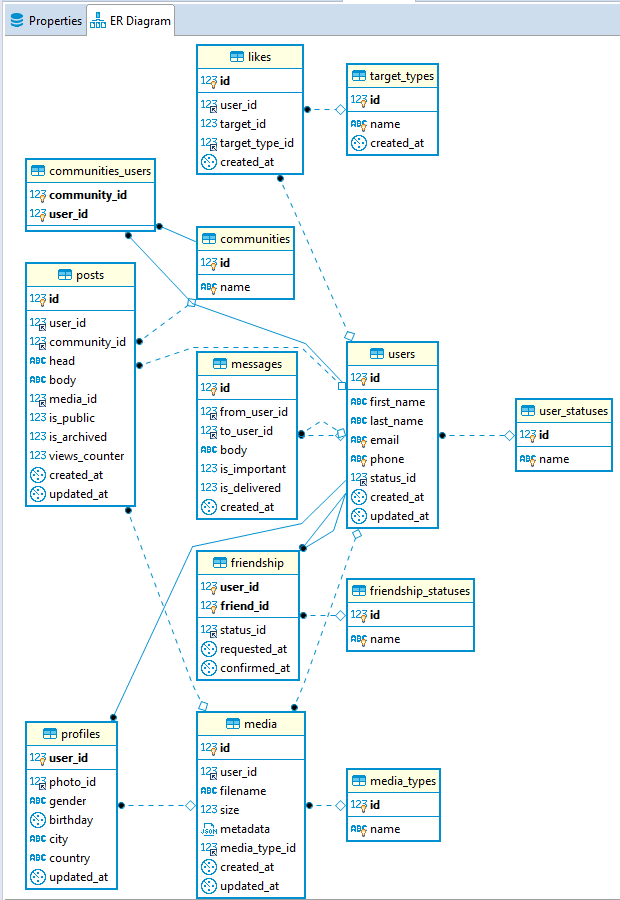 Properties
ER Diagram
likes
123 id
123 user_id
123 target_id
123 target_type_id
created_at
target_types
123 id
ABC name
created_at
communities_users
123 community_id
123 user_id
communities
123 id
ABC name
posts
123 id
123 user_id
123 community_id
ABC head
ABC body
123 media_id
123 is_public
123 is_archived
123 views_counter
created_at
updated_at
messages
123 id
123 from_user_id
123 to_user_id
ABC body
123 is_important
123 is_delivered
created_at
users
123 id
ABC first_name
ABC last_name
ABC email
ABC phone
123 status_id
created_at
updated_at
user_statuses
123 id
ABC name
friendship
123 user_id
123 friend_id
123 status_id
requested_at
confirmed_at
friendship_statuses
123 id
ABC name
profiles
123 user_id
123 photo_id
ABC gender
birthday
ABC city
ABC country
updated_at
media
123 id
123 user_id
ABC filename
123 size
JSON metadata
123 media_type_id
created_at
updated_at
media_types
123 id
ABC name